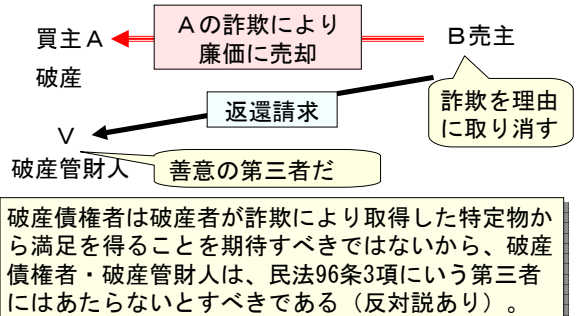 Aの詐欺により
廉価に売却
買主A
B売主
破産
詐欺を理由
に取り消す
返還請求
V
破産管財人
善意の第三者だ
破産債権者は破産者が詐欺により取得した特定物か
ら満足を得ることを期待すべきではないから、破産
債権者・破産管財人は、民法96条3項にいう第三者
にはあたらないとすべきである（反対説あり）。